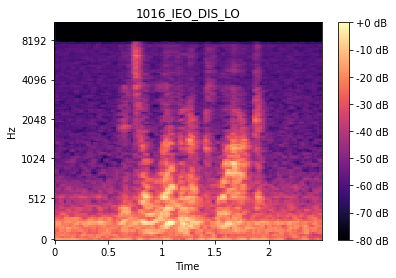 1016_IEO_DIS_LO
+0 dB
8192
-10 dB
4096
-20 dB
-30 dB
2048
-40 dB
Hz
1024
-50 dB
512
-60 dB
-70 dB
0
-80 dB
0 0.5 1 1.5 2
Time